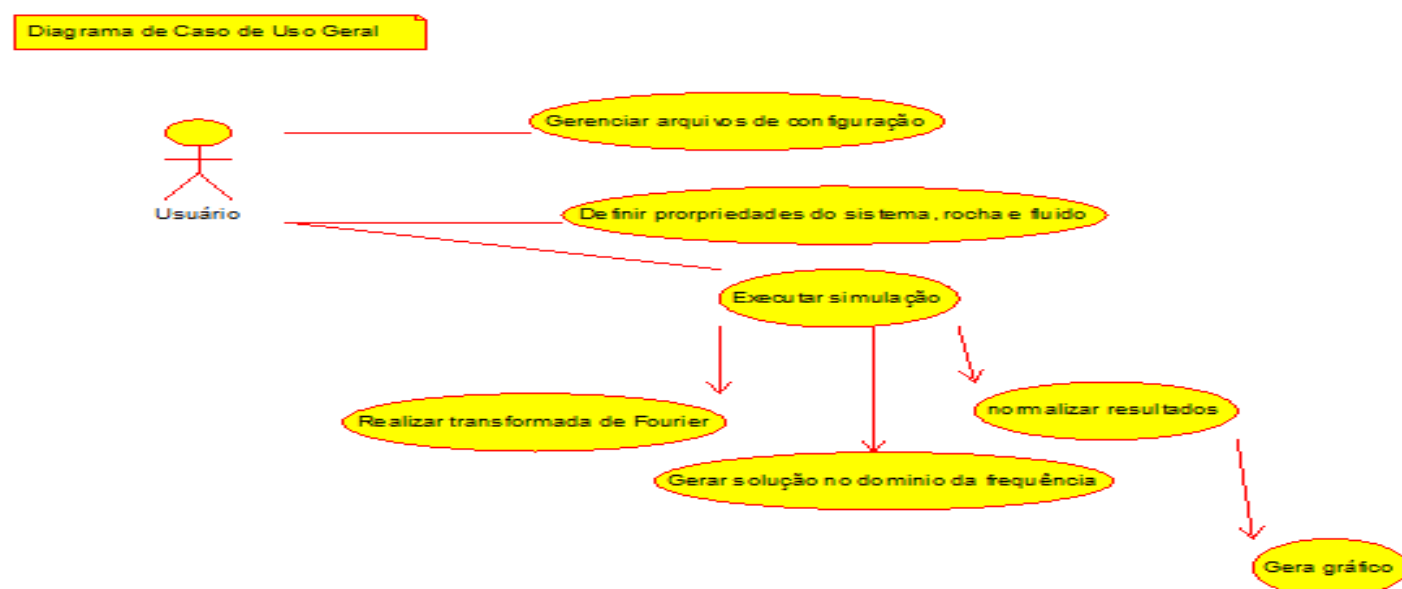 Diagrama de Caso de Uso Geral
Gerenciar arquivos de configuração
Usuário
Definir prorpriedades do sistema, rocha e fluido
Executar simulação
normalizar resultados
Realizar transformada de Fourier
Gerar solução no dominio da frequência
Gera gráfico